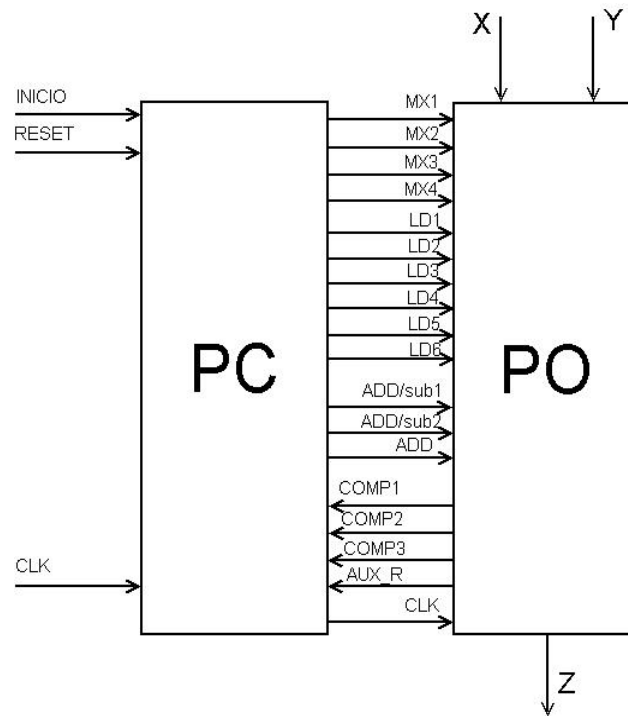 X Y
INICIO
RESET
MX1
MX2
MX3
MX4
LD1
LD2
LD3
LD4
LD5
LD6
PC
PO
ADD/sub1
ADD/sub2
ADD
COMP1
COMP2
COMP3
CLK
AUX_R
CLK
Z